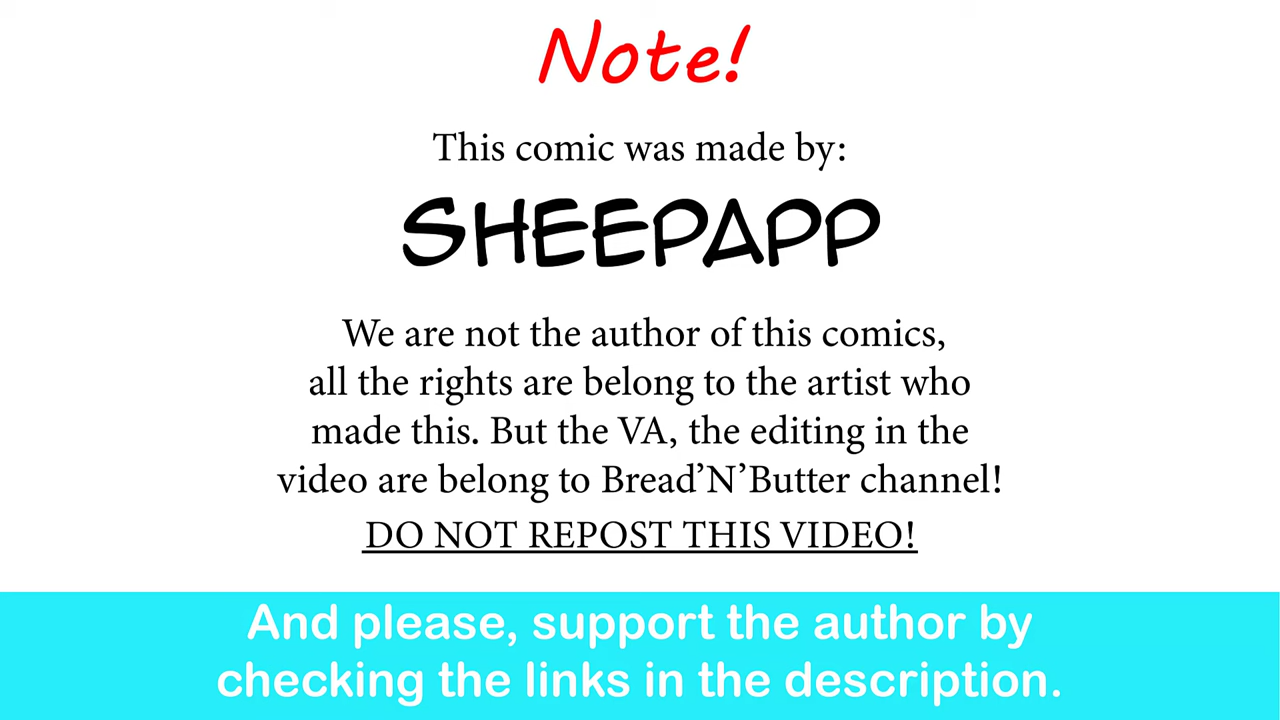 Note!
This comic was made by:
SHEEPAPP
We are not the author of this comics,
all the rights are belong to the artist who
made this. But the VA, the editing in the
video are belong to Bread’N’Butter channel!
DO NOT REPOST THIS VIDEO!
And please, support the author by
checking the links in the description.